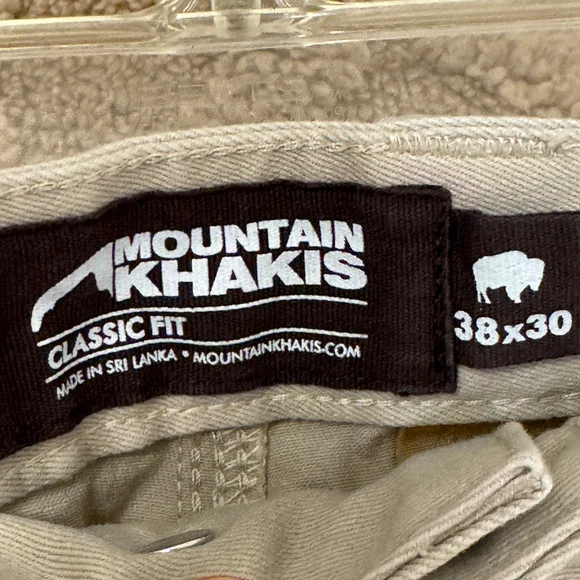 MOUNTAIN
KHAKIS
CLASSIC FIT
MADE IN SRI LANKA • MOUNTAINKHAKIS.COM
38x30